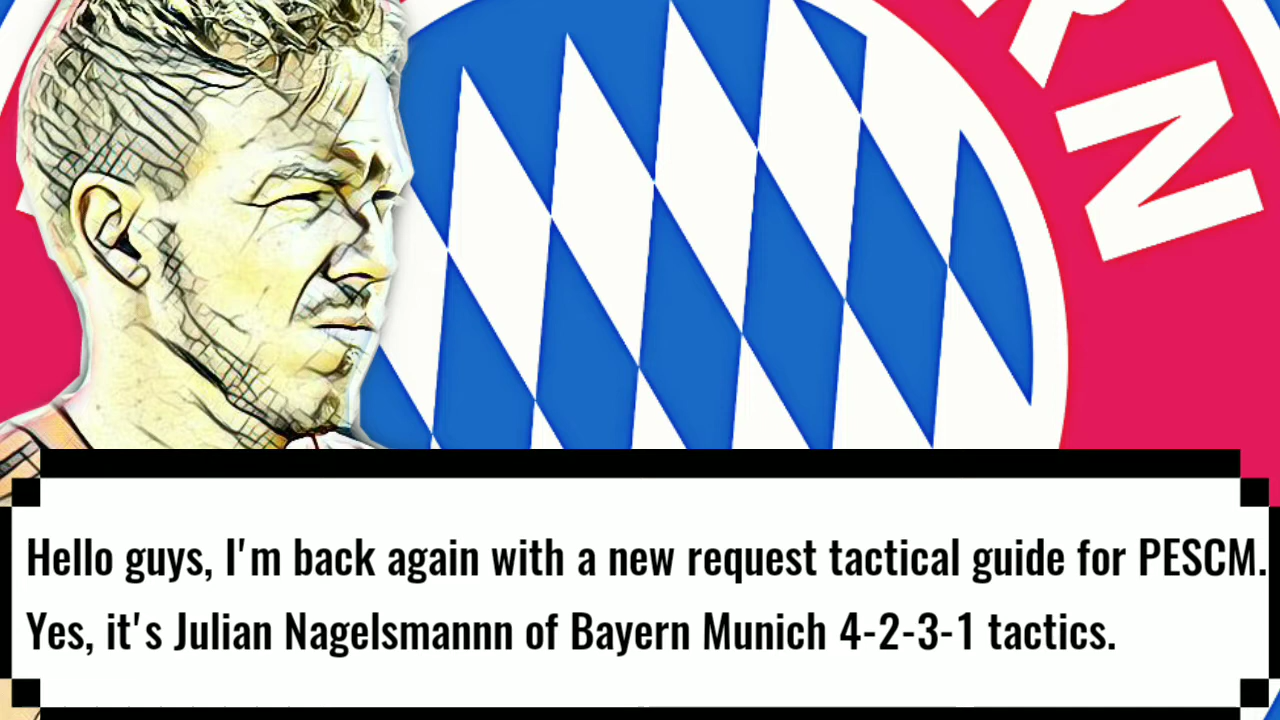 RN
Hello guys, I'm back again with a new request tactical guide for PESCM.
Yes, it's Julian Nagelsmannn of Bayern Munich 4-2-3-1 tactics.